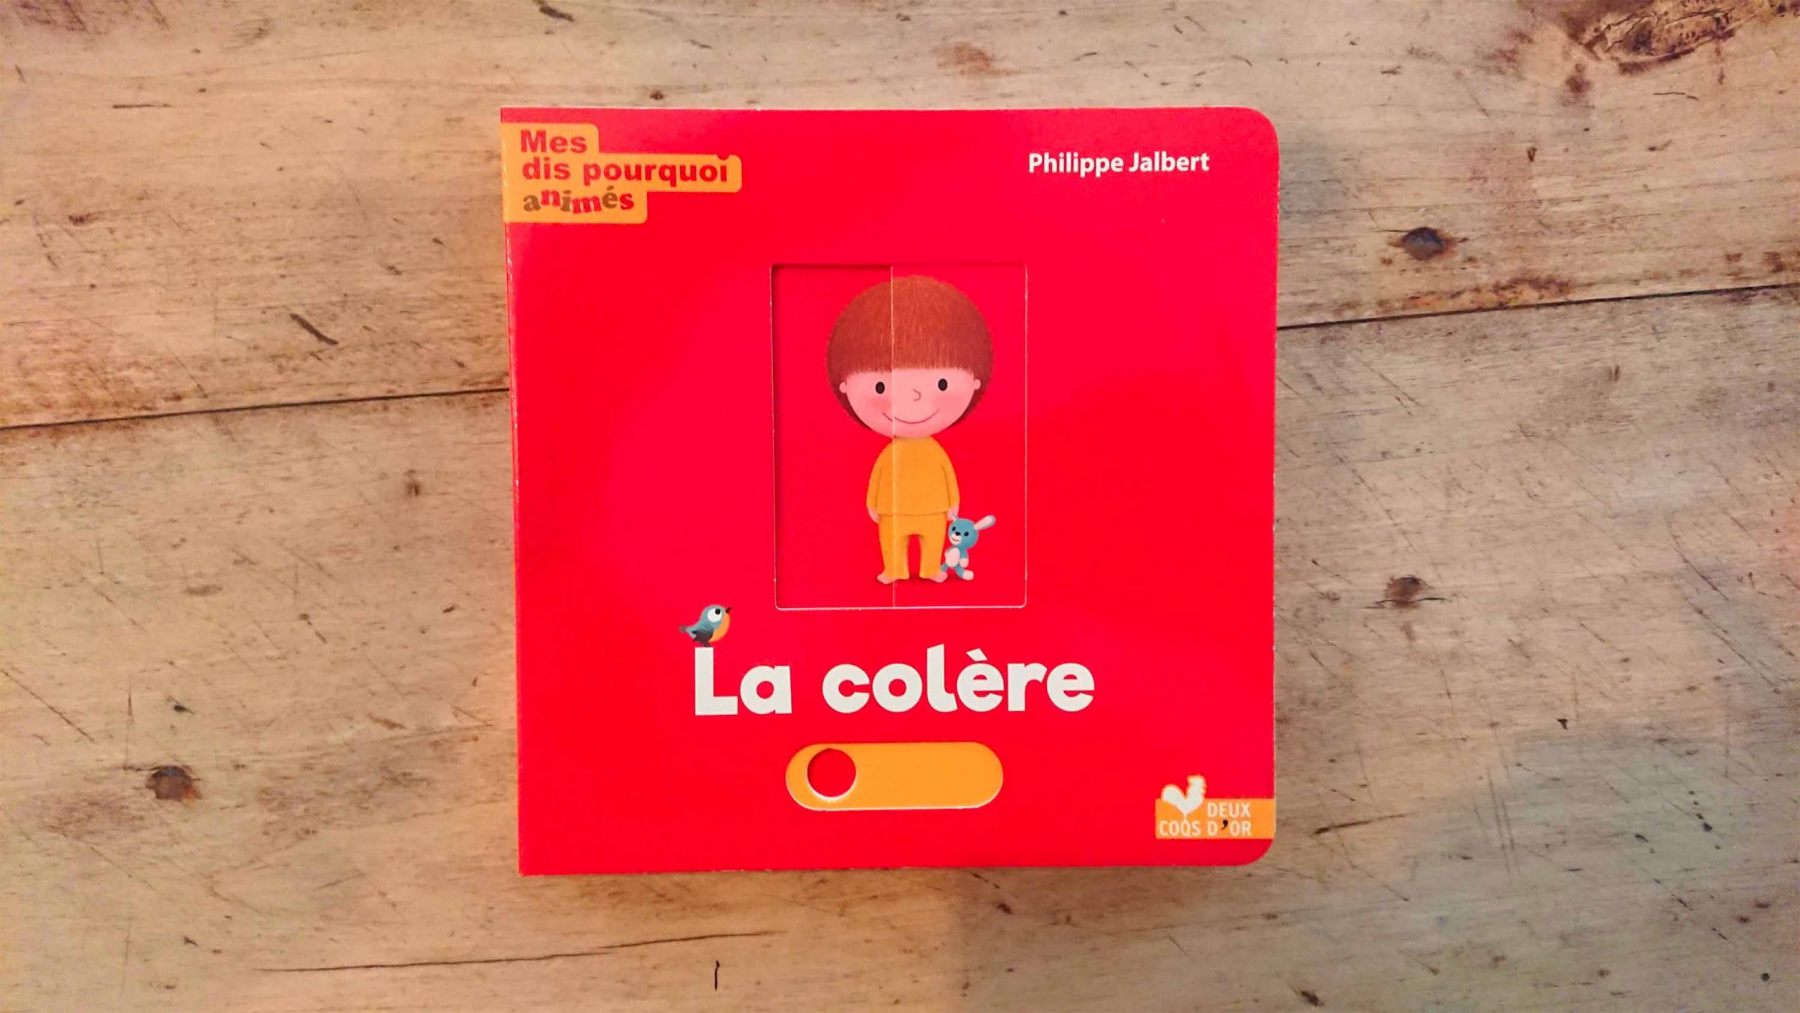 Mes
dis pourquoi
animés
Philippe Jalbert
La colère
DEUX
COQS D'OR